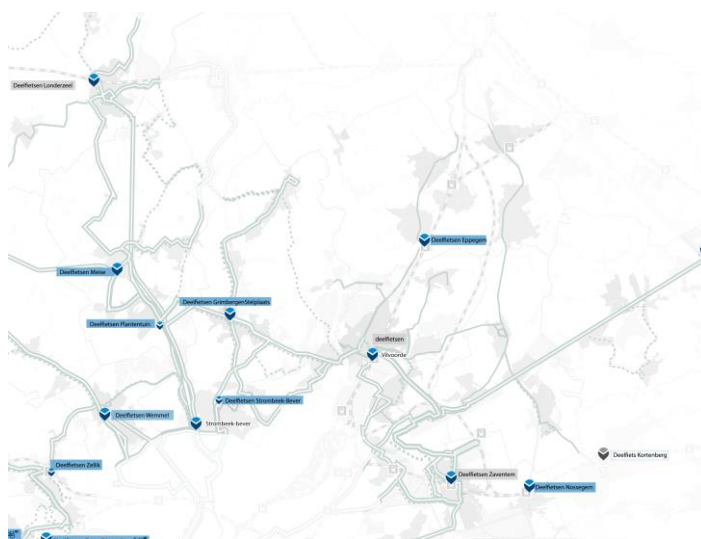 Deelfietsen Londerzeel
Deelfietsen Eppegem
Deelfietsen Meise
Deelfietsen GrimbergenStelplaats
Deelfietsen Plantentuin
deelfietsen
Vilvoorde
Deelfietsen Strombeek-Bever
Deelfietsen Wemmel
Strombeek-bever
Deelfiets Kortenberg
Deelfietsen Zellik
Deelfietsen Zaventem
Deelfietsen Nossegem